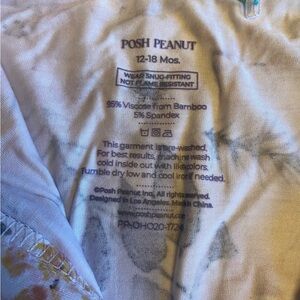 POSH PEANUT
12-18 Mos.
WEAR SNUG-FITTING
NOT FLAME RESISTANT
95% Viscose from Bamboo
5% Spandex
This garment is pre-washed.
For best results, machine wash
cold inside out with like colors.
Tumble dry low and cool iron if needed.
©Posh Peanut Inc. All rights reserved.
Designed in Los Angeles. Made in China.
www.poshpeanut.com